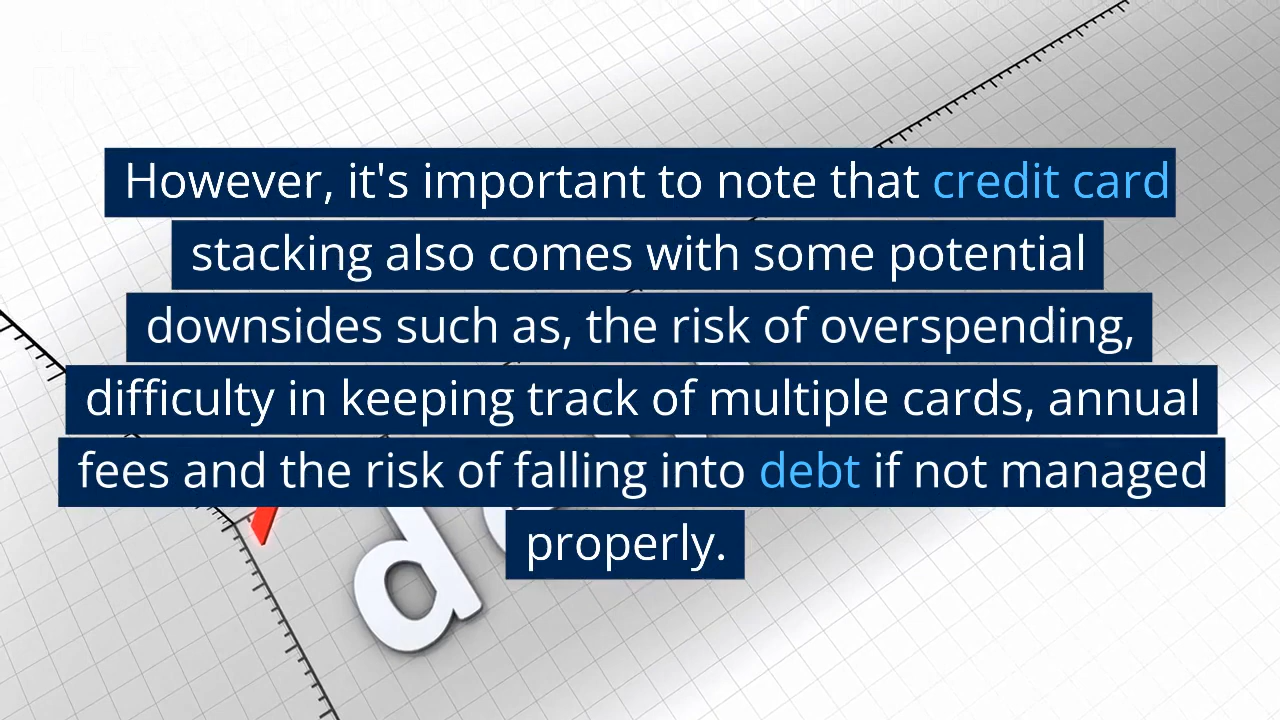 However, it's important to note that credit card
stacking also comes with some potential
downsides such as, the risk of overspending,
difficulty in keeping track of multiple cards, annual
fees and the risk of falling into debt if not managed
properly.
d